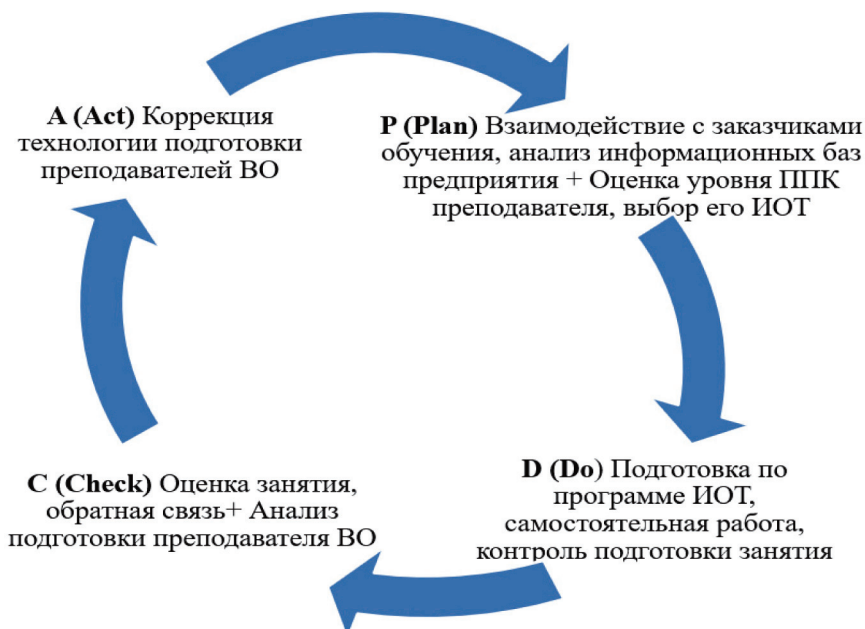 A (Act) Коррекция
технологии подготовки
преподавателей ВО
P (Plan) Взаимодействие с заказчиками
обучения, анализ информационных баз
предприятия + Оценка уровня ППК
преподавателя, выбор его ИОТ
D (Do) Подготовка по
программе ИОТ,
самостоятельная работа,
контроль подготовки занятия
C (Check) Оценка занятия,
обратная связь+ Анализ
подготовки преподавателя ВО